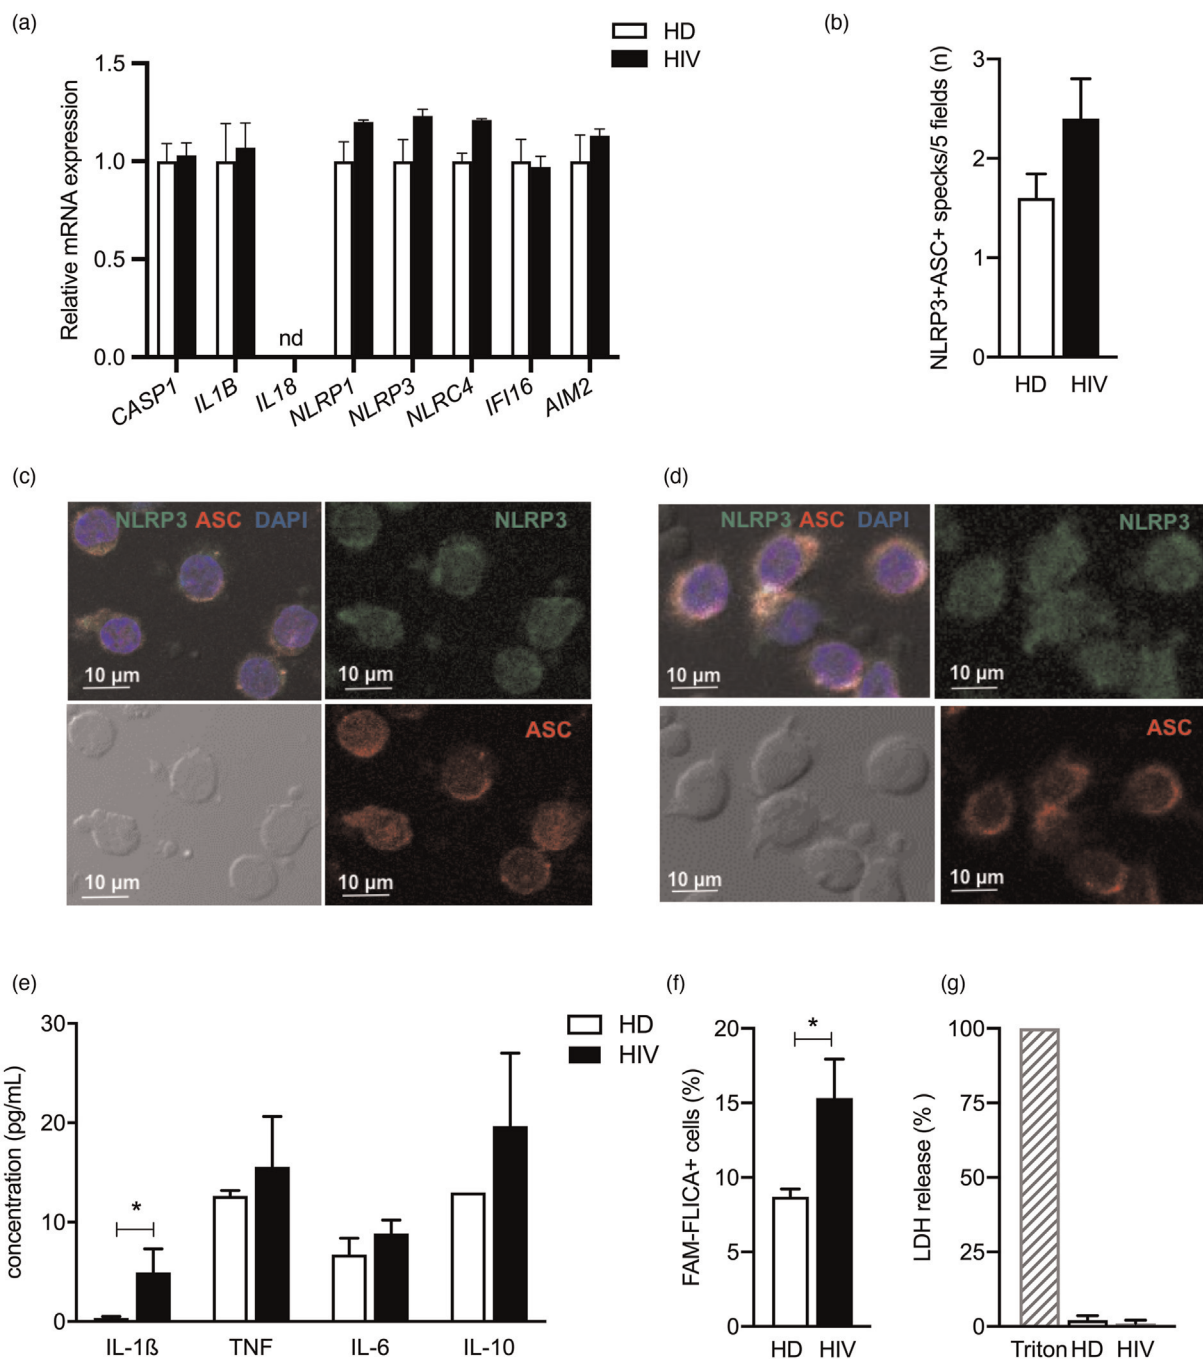 (a)
HD
HIV
Relative mRNA expression
1.5
1.0
0.5
0.0
nd
CASP1
IL1B
IL18
NLRP1
NLRP3
NLRC4
IFI16
AIM2
(b)
NLRP3+ASC+ specks/5 fields (n)
3
2
1
0
HD
HIV
(c)
NLRP3 ASC DAPI
10 µm
NLRP3
10 µm
10 µm
ASC
10 µm
(d)
NLRP3 ASC DAPI
10 µm
NLRP3
10 µm
10 µm
ASC
10 µm
(e)
HD
HIV
concentration (pg/mL)
30
20
10
0
*
IL-1ß
TNF
IL-6
IL-10
(f)
FAM-FLICA+ cells (%)
20
15
10
5
0
*
HD
HIV
(g)
LDH release (% )
100
75
50
25
0
Triton
HD
HIV